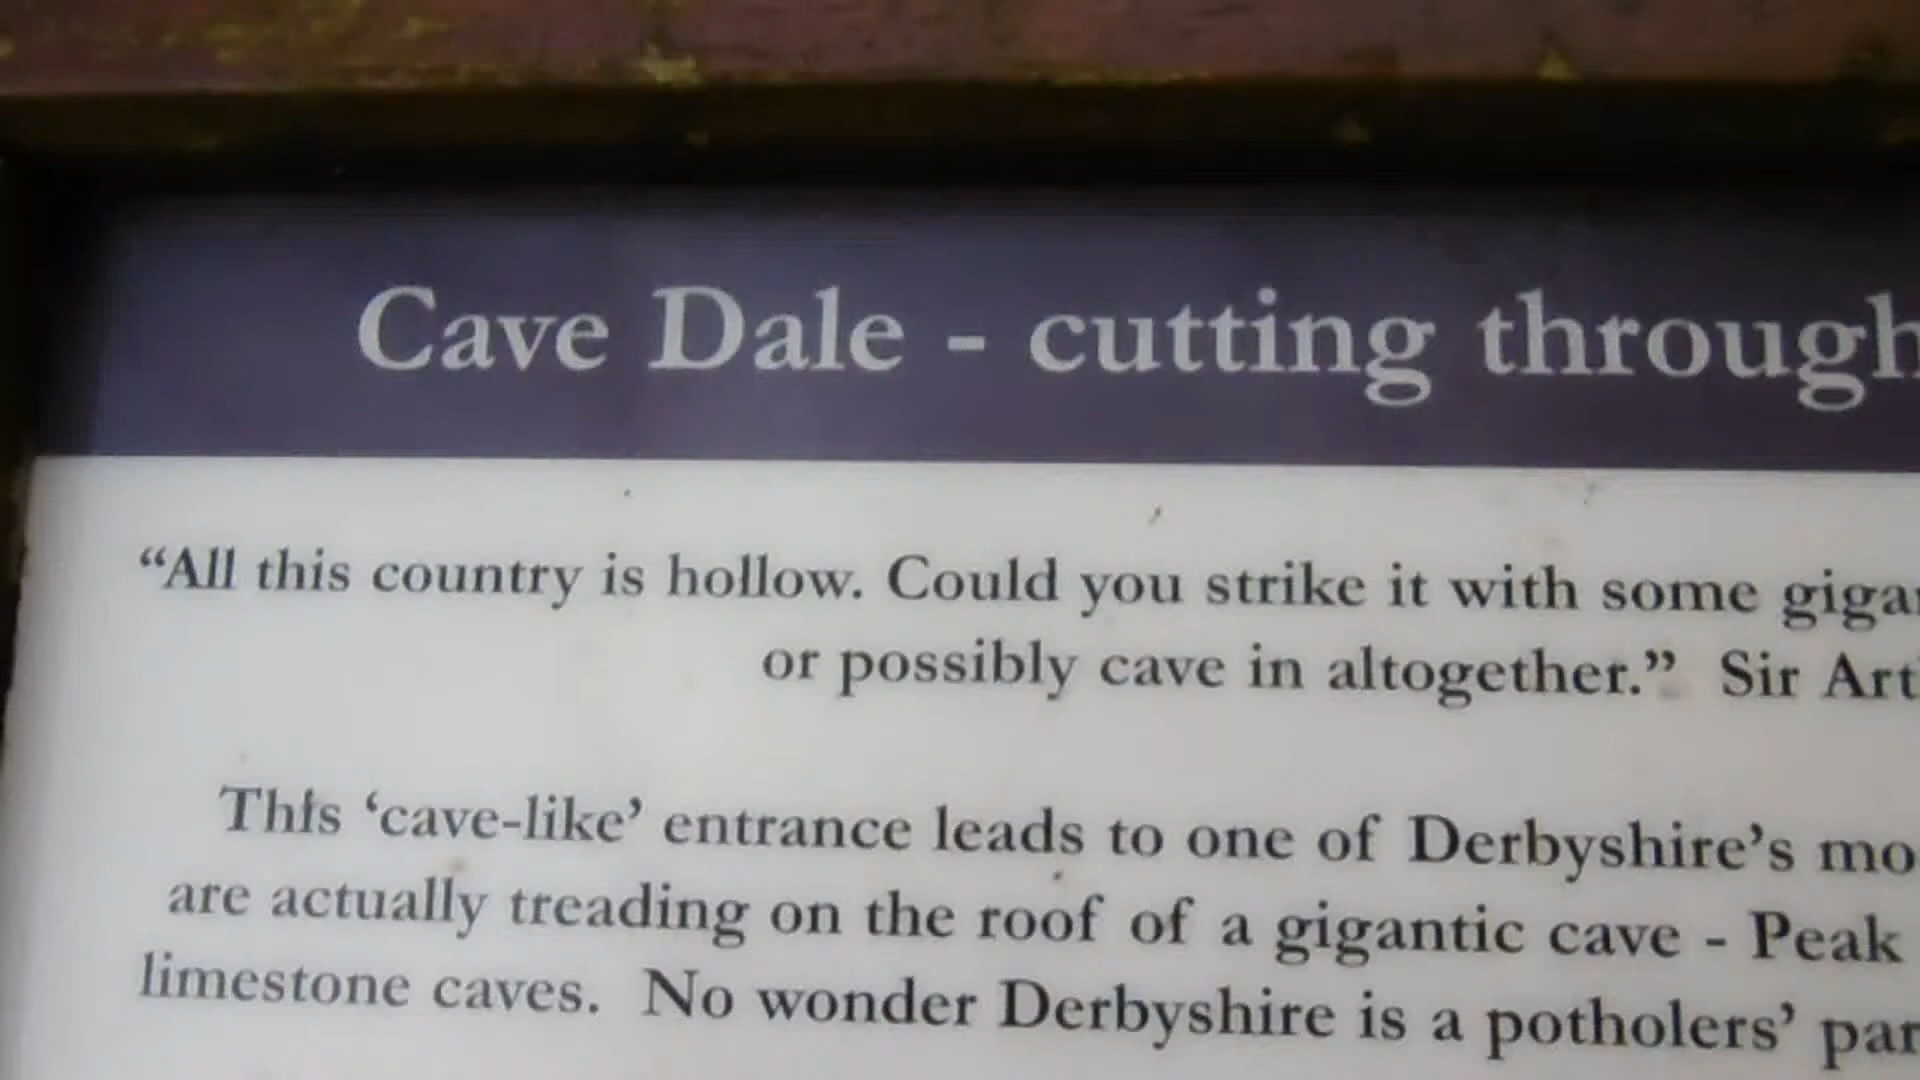 Cave Dale - cutting through
“All this country is hollow. Could you strike it with some gigan
or possibly cave in altogether.” Sir Art
This ‘cave-like’ entrance leads to one of Derbyshire’s mo
are actually treading on the roof of a gigantic cave - Peak
limestone caves. No wonder Derbyshire is a potholers’ par